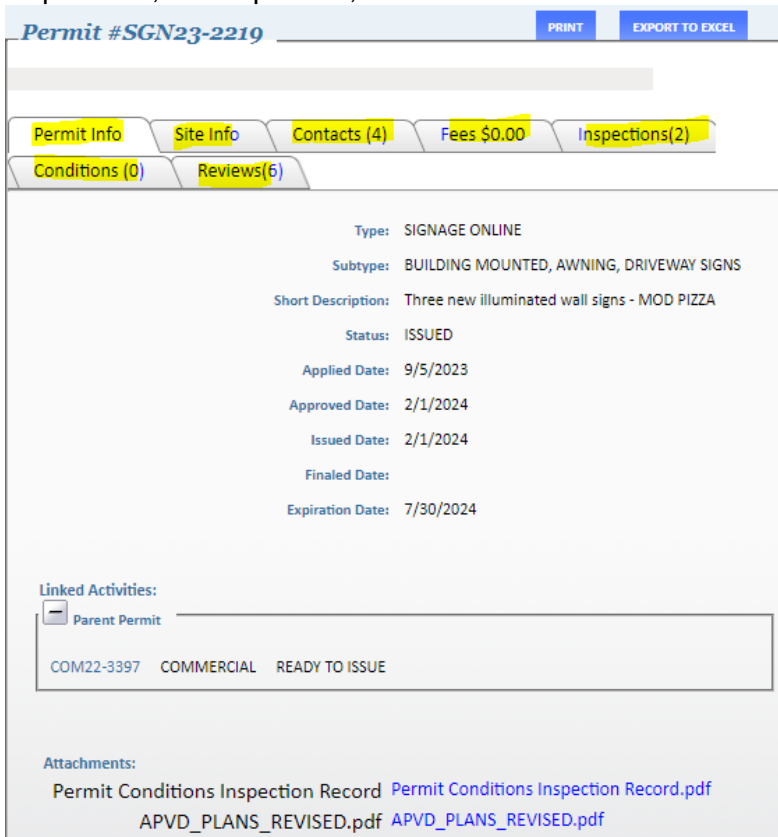 Permit #SGN23-2219 PRINT EXPORT TO EXCEL
Permit Info Site Info Contacts (4) Fees $0.00 Inspections(2)
Conditions (0) Reviews(6)
Type: SIGNAGE ONLINE
Subtype: BUILDING MOUNTED, AWNING, DRIVEWAY SIGNS
Short Description: Three new illuminated wall signs - MOD PIZZA
Status: ISSUED
Applied Date: 9/5/2023
Approved Date: 2/1/2024
Issued Date: 2/1/2024
Finaled Date:
Expiration Date: 7/30/2024
Linked Activities:
Parent Permit
COM22-3397 COMMERCIAL READY TO ISSUE
Attachments:
Permit Conditions Inspection Record Permit Conditions Inspection Record.pdf
APVD_PLANS_REVISED.pdf APVD_PLANS_REVISED.pdf